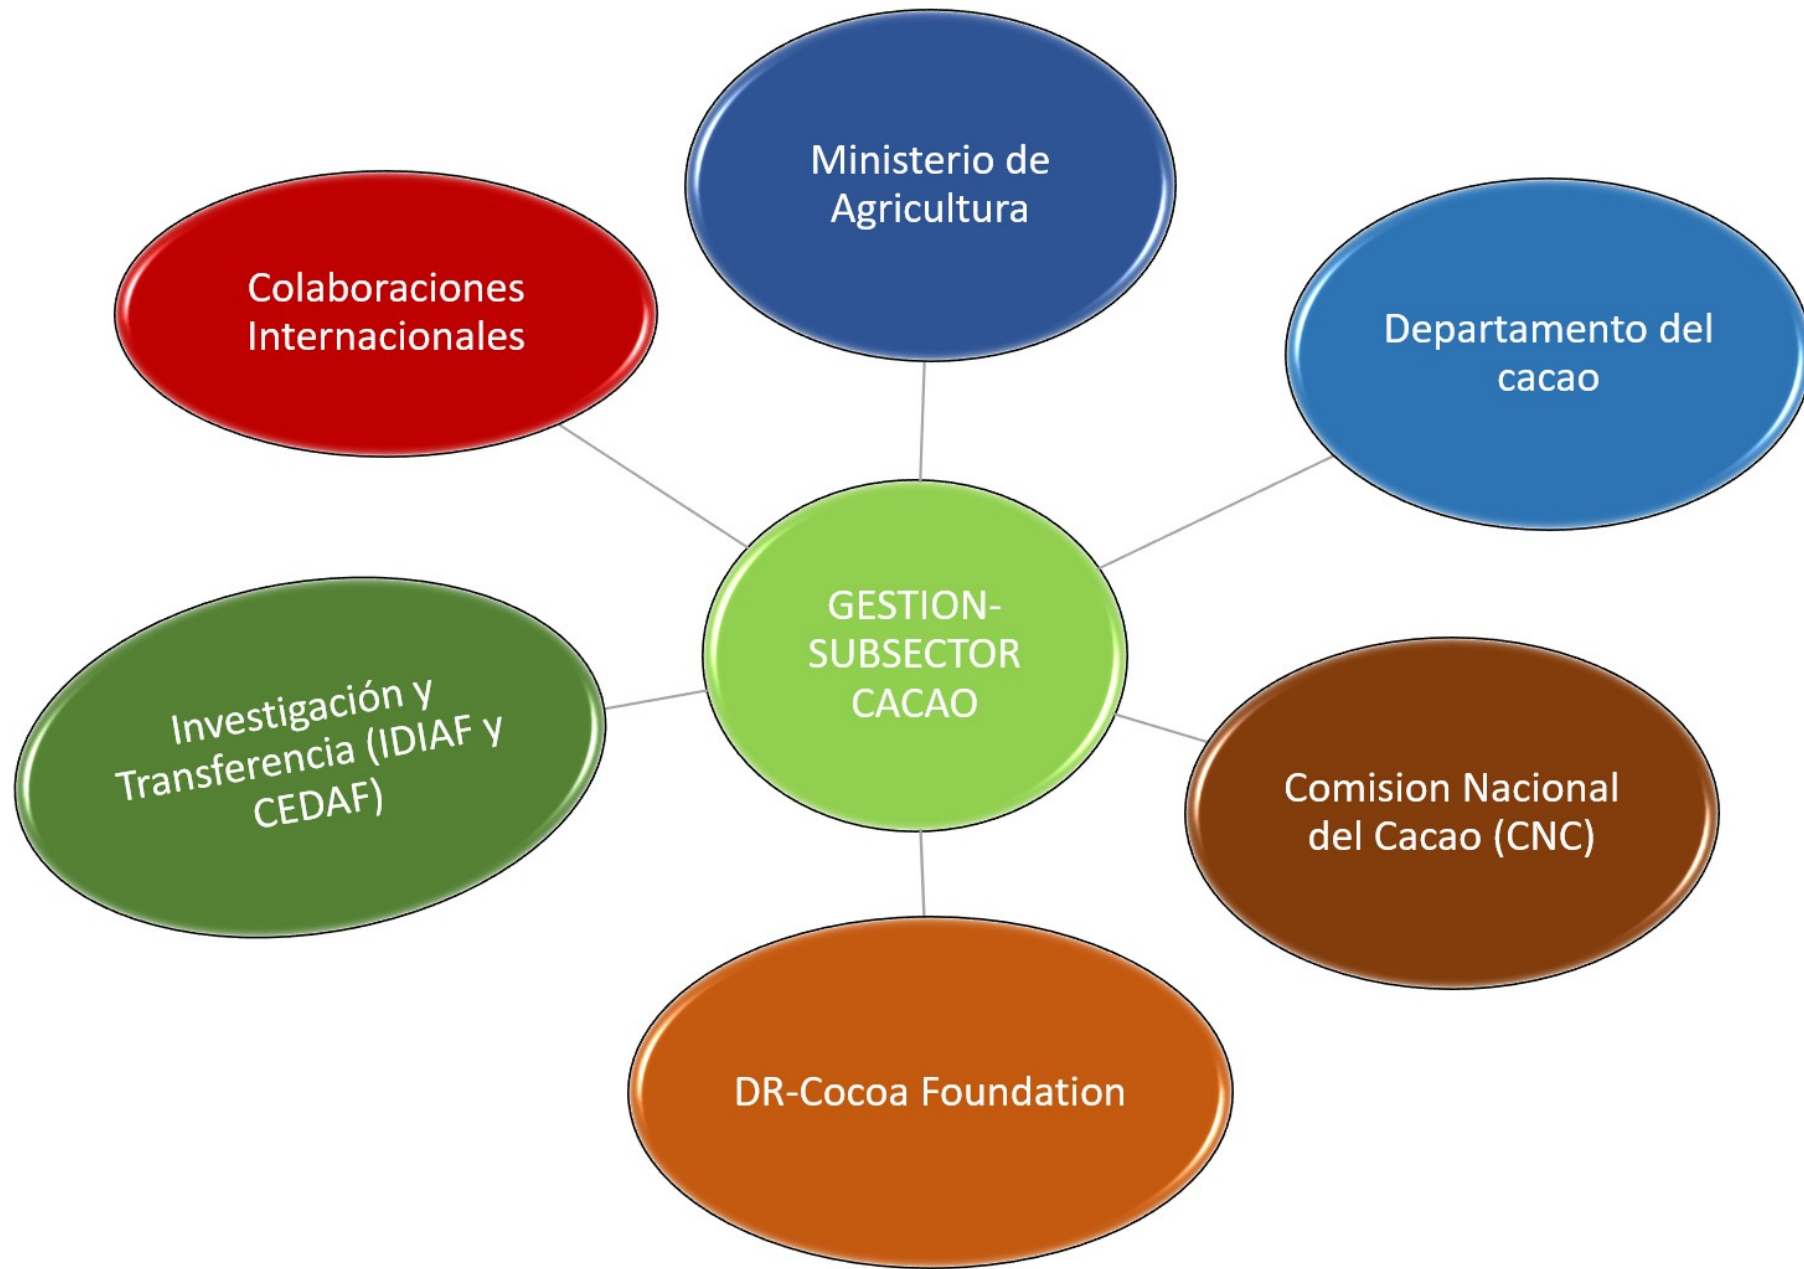 Ministerio de
Agricultura
Colaboraciones
Internacionales
Departamento del
cacao
GESTION-
SUBSECTOR
CACAO
Investigación y
Transferencia (IDIAF y
CEDAF)
Comision Nacional
del Cacao (CNC)
DR-Cocoa Foundation